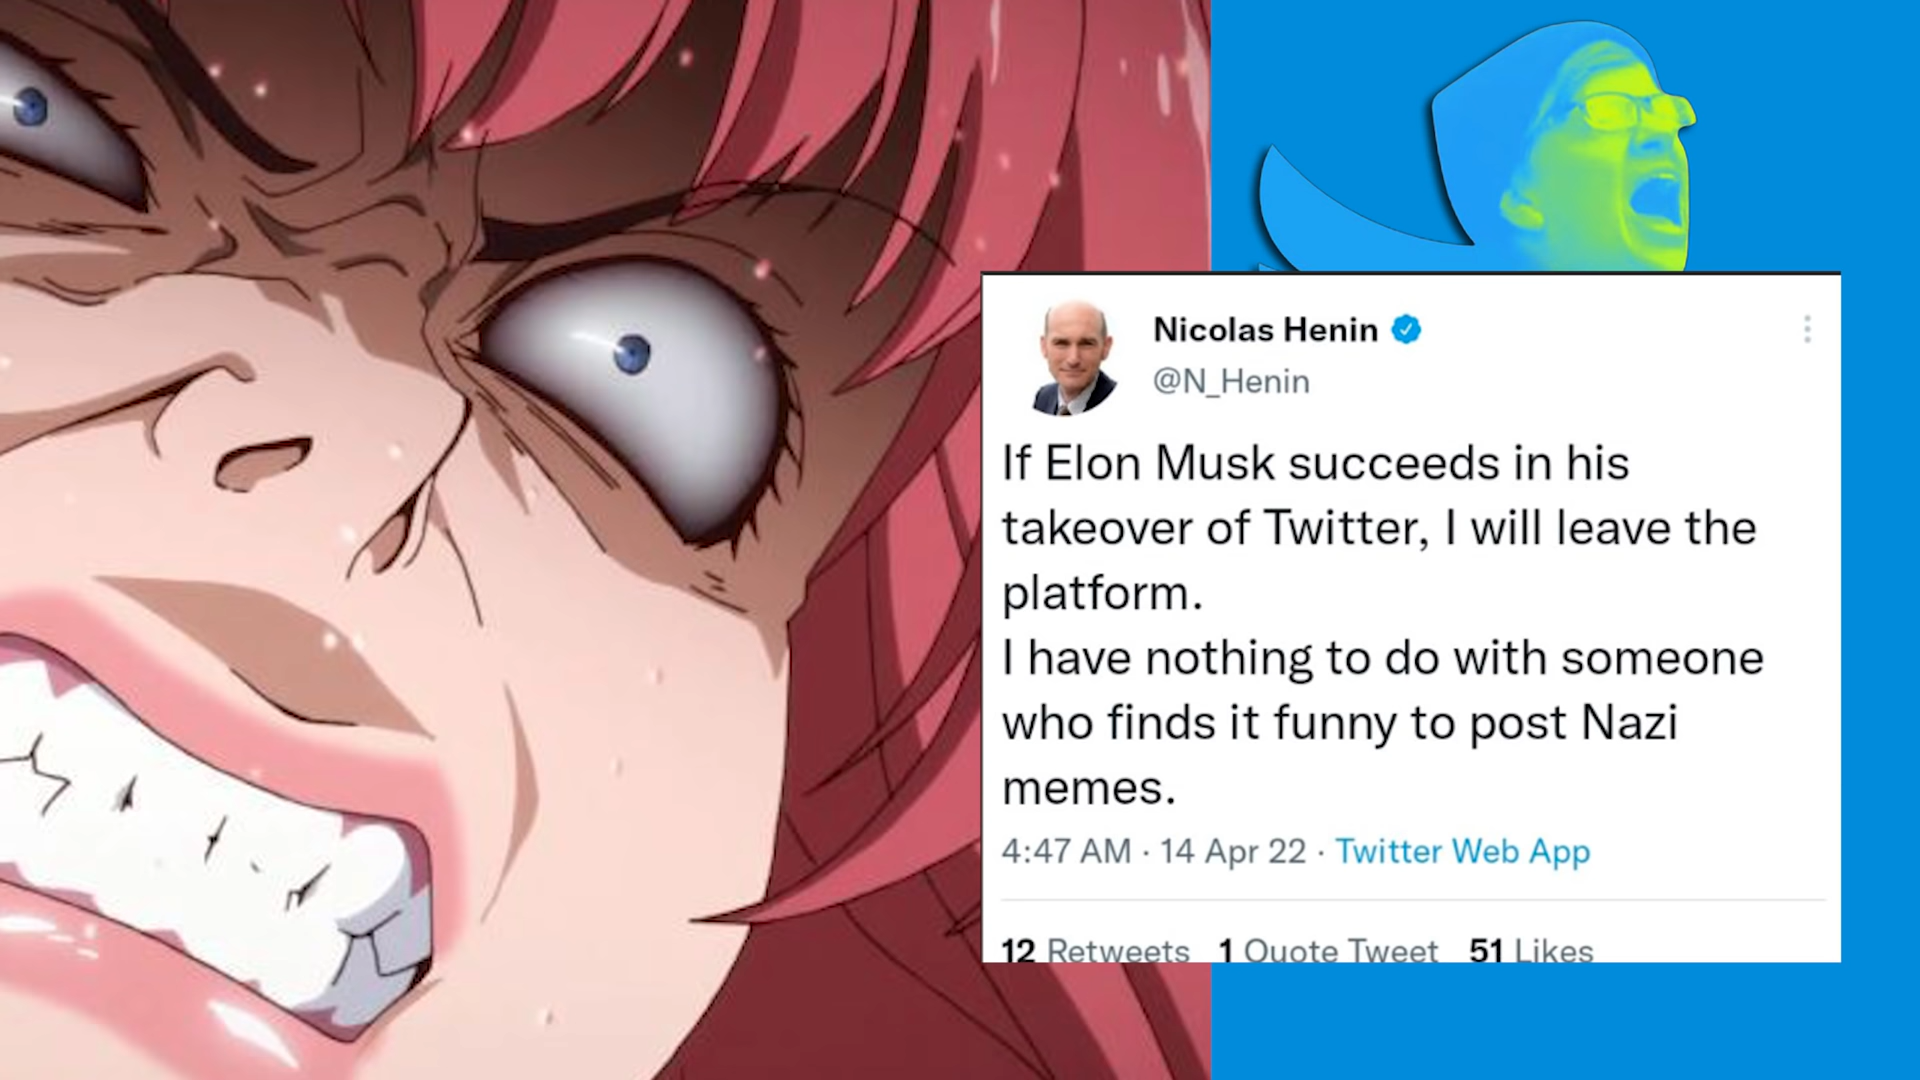 Nicolas Henin
@N_Henin
If Elon Musk succeeds in his
takeover of Twitter, I will leave the
platform.
I have nothing to do with someone
who finds it funny to post Nazi
memes.
4:47 AM · 14 Apr 22 · Twitter Web App
12 Retweets 1 Quote Tweet 51 Likes